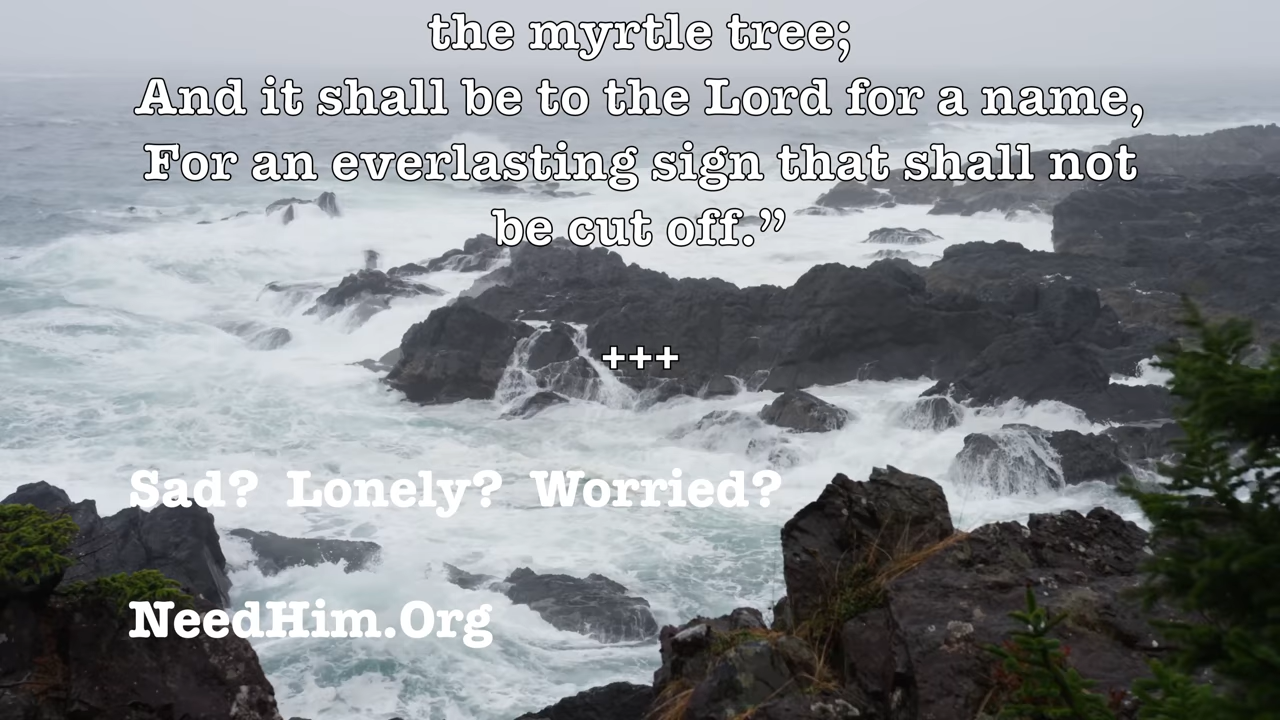 the myrtle tree;
And it shall be to the Lord for a name,
For an everlasting sign that shall not
be cut off.”
+++
Sad? Lonely? Worried?
NeedHim.Org